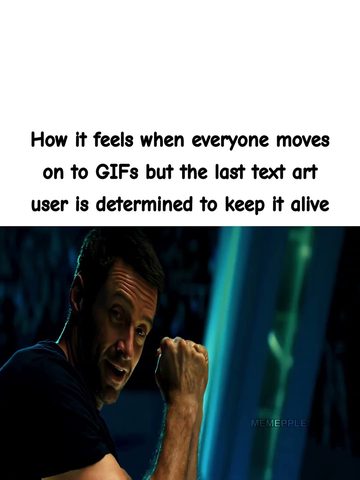 How it feels when everyone moves
on to GIFs but the last text art
user is determined to keep it alive
MEMEPPLE